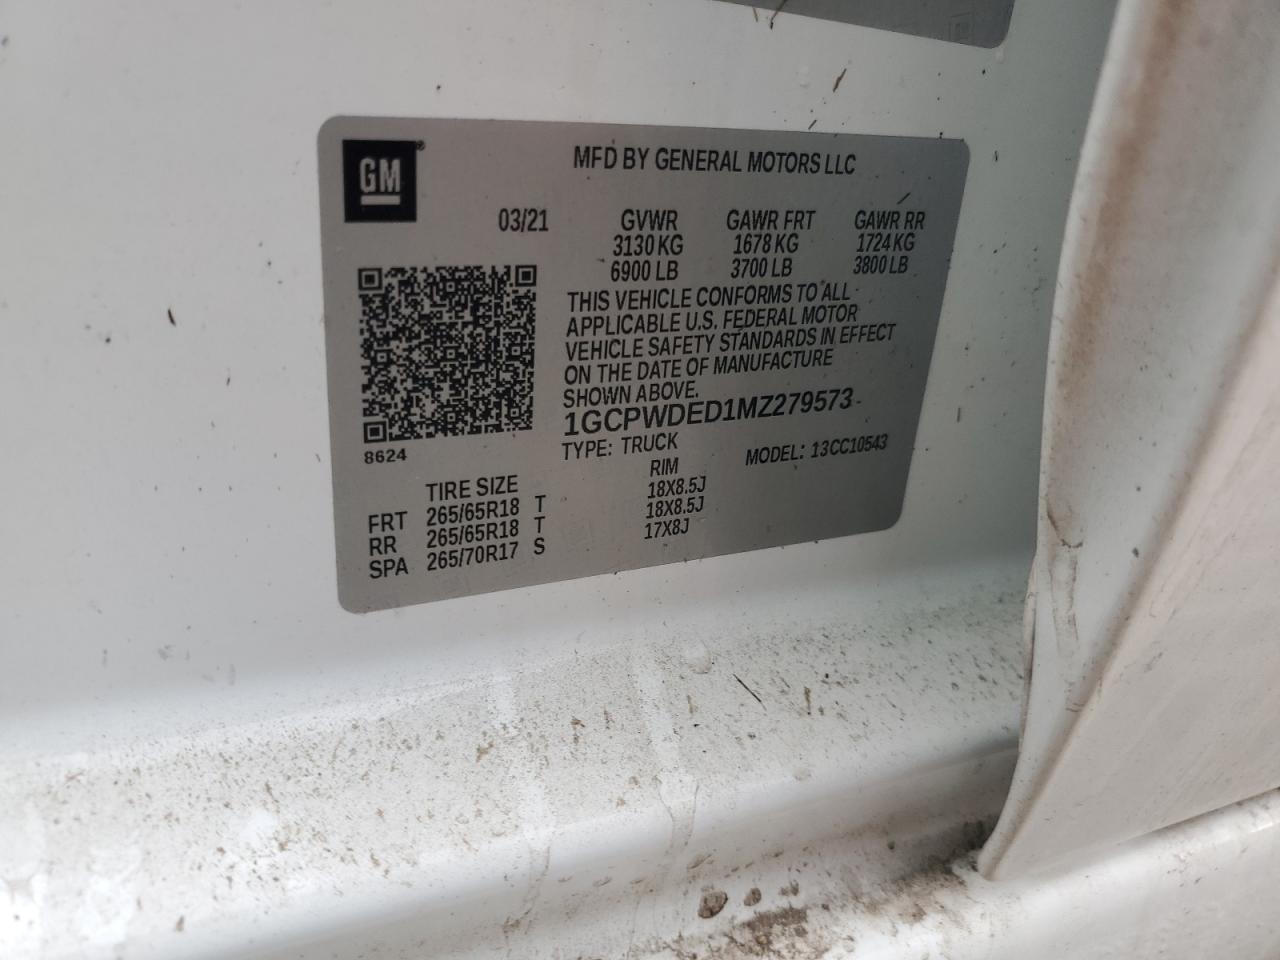 GM®
MFD BY GENERAL MOTORS LLC
03/21 GVWR GAWR FRT GAWR RR
3130 KG 1678 KG 1724 KG
6900 LB 3700 LB 3800 LB
THIS VEHICLE CONFORMS TO ALL
APPLICABLE U.S. FEDERAL MOTOR
VEHICLE SAFETY STANDARDS IN EFFECT
ON THE DATE OF MANUFACTURE
SHOWN ABOVE.
1GCPWDED1MZ279573
8624
TYPE: TRUCK MODEL: 13CC10543
TIRE SIZE RIM
FRT 265/65R18 T 18X8.5J
RR 265/65R18 T 18X8.5J
SPA 265/70R17 S 17X8J